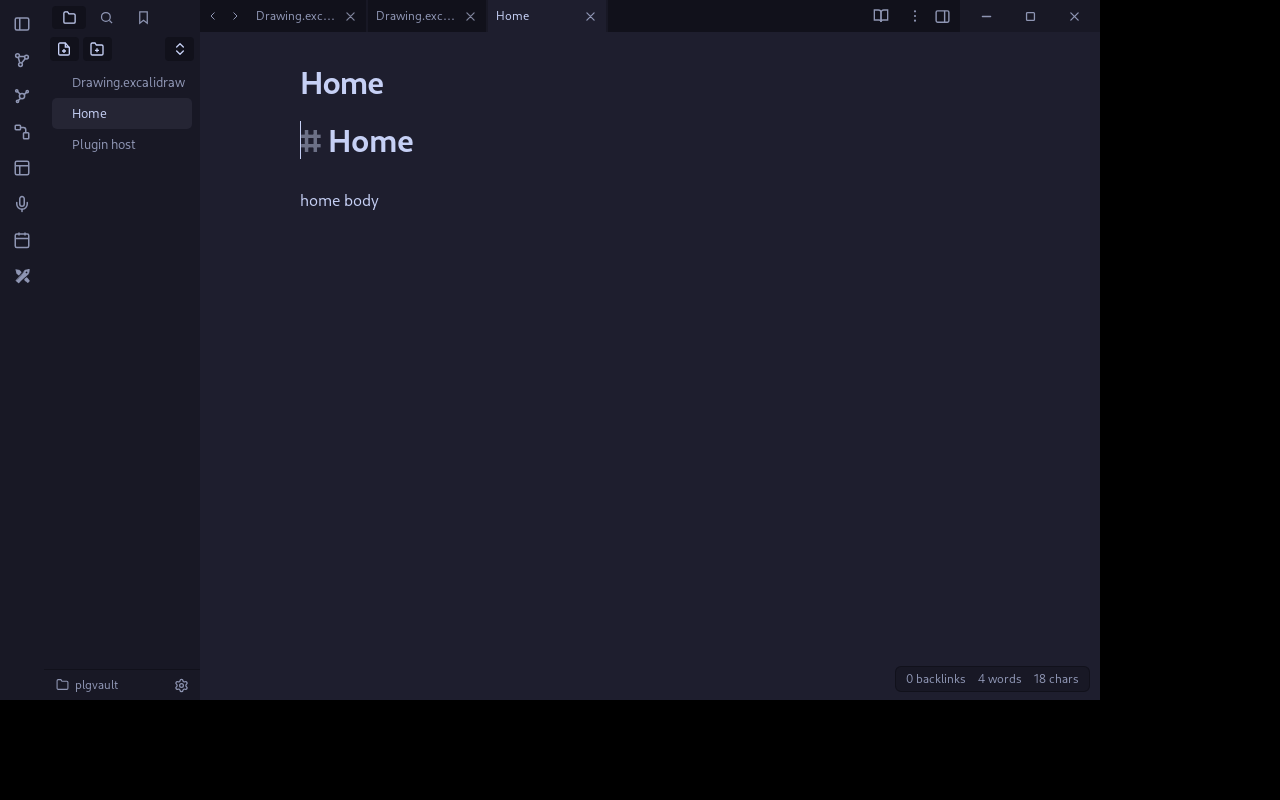 Drawing.exc...
Drawing.exc...
Home
Drawing.excalidraw
Home
Plugin host
Home
# Home
home body
plgvault
0 backlinks 4 words 18 chars